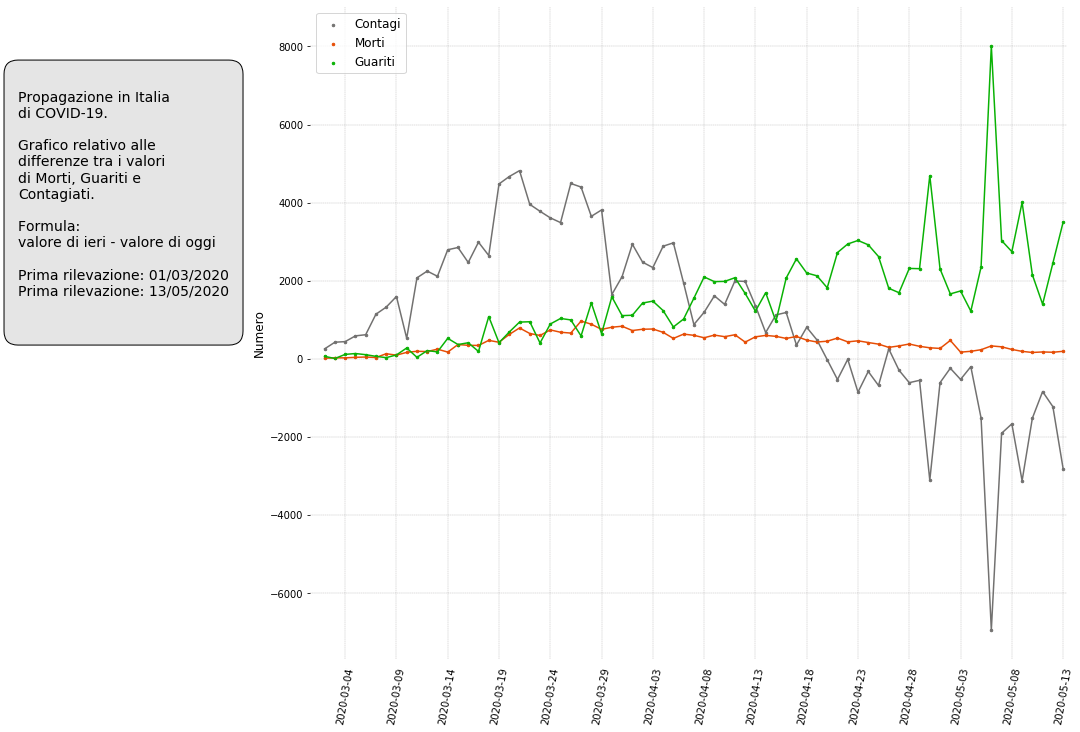 Propagazione in Italia
di COVID-19.
Grafico relativo alle
differenze tra i valori
di Morti, Guariti e
Contagiati.
Formula:
valore di ieri - valore di oggi
Prima rilevazione: 01/03/2020
Prima rilevazione: 13/05/2020
Contagi
Morti
Guariti
Numero
8000
6000
4000
2000
0
−2000
−4000
−6000
2020-03-04
2020-03-09
2020-03-14
2020-03-19
2020-03-24
2020-03-29
2020-04-03
2020-04-08
2020-04-13
2020-04-18
2020-04-23
2020-04-28
2020-05-03
2020-05-08
2020-05-13